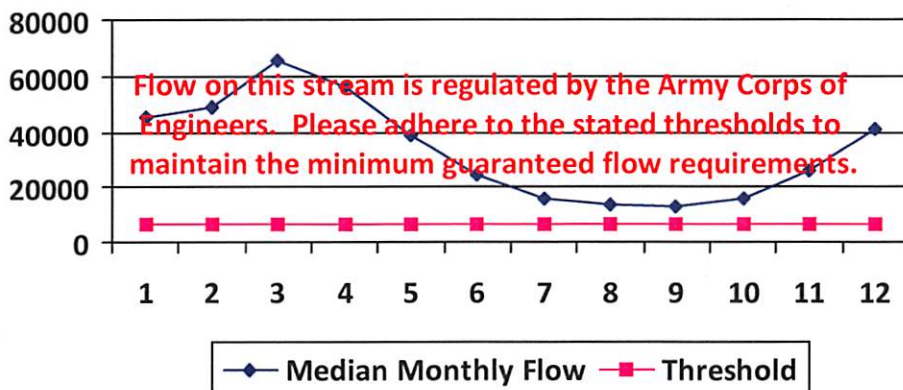 80000
60000
40000
20000
0
Flow on this stream is regulated by the Army Corps of
Engineers. Please adhere to the stated thresholds to
maintain the minimum guaranteed flow requirements.
1 2 3 4 5 6 7 8 9 10 11 12
Median Monthly Flow Threshold